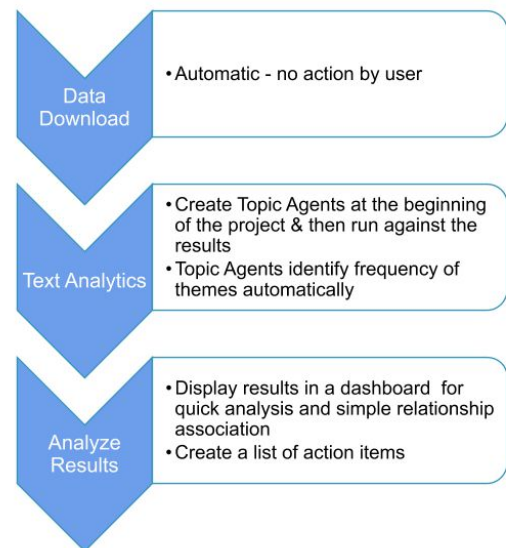 Data
Download
• Automatic - no action by user
Text Analytics
• Create Topic Agents at the beginning
of the project & then run against the
results
• Topic Agents identify frequency of
themes automatically
Analyze
Results
• Display results in a dashboard for
quick analysis and simple relationship
association
• Create a list of action items